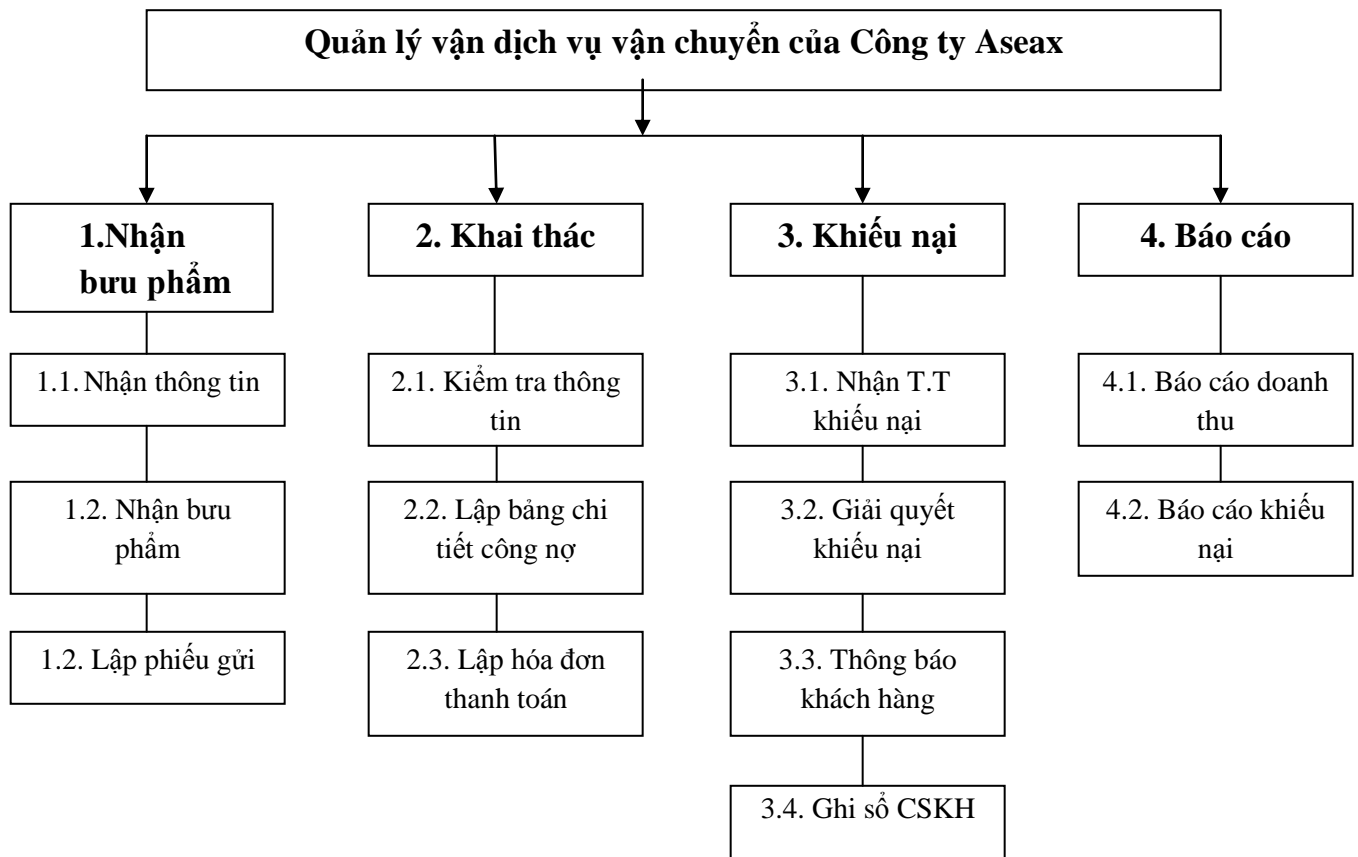 Quản lý vận dịch vụ vận chuyển của Công ty Aseax
1.Nhận
bưu phẩm
2. Khai thác
3. Khiếu nại
4. Báo cáo
1.1. Nhận thông tin
2.1. Kiểm tra thông
tin
3.1. Nhận T.T
khiếu nại
4.1. Báo cáo doanh
thu
1.2. Nhận bưu
phẩm
2.2. Lập bảng chi
tiết công nợ
3.2. Giải quyết
khiếu nại
4.2. Báo cáo khiếu
nại
1.2. Lập phiếu gửi
2.3. Lập hóa đơn
thanh toán
3.3. Thông báo
khách hàng
3.4. Ghi sổ CSKH